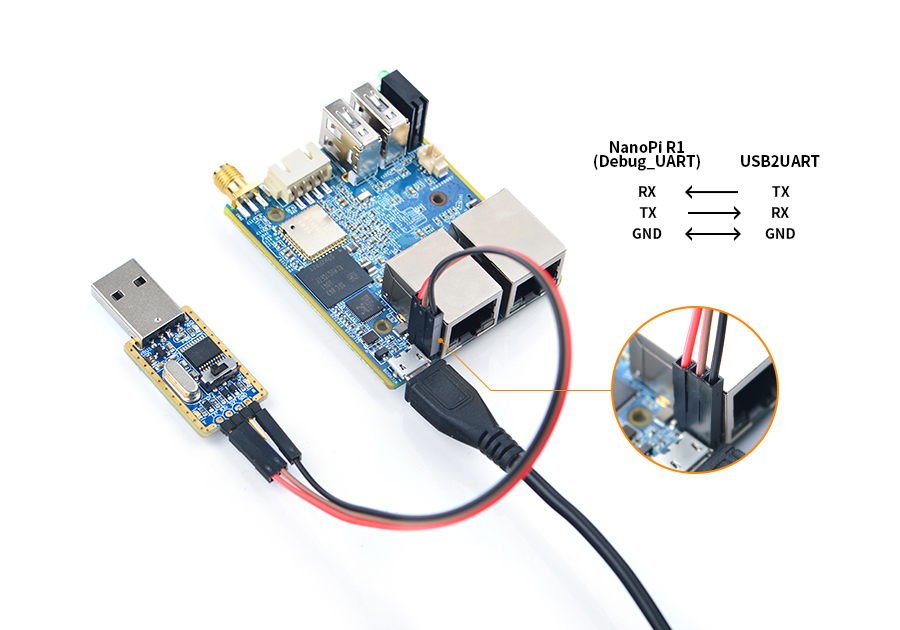 NanoPi R1
(Debug_UART) USB2UART
RX TX
TX RX
GND GND